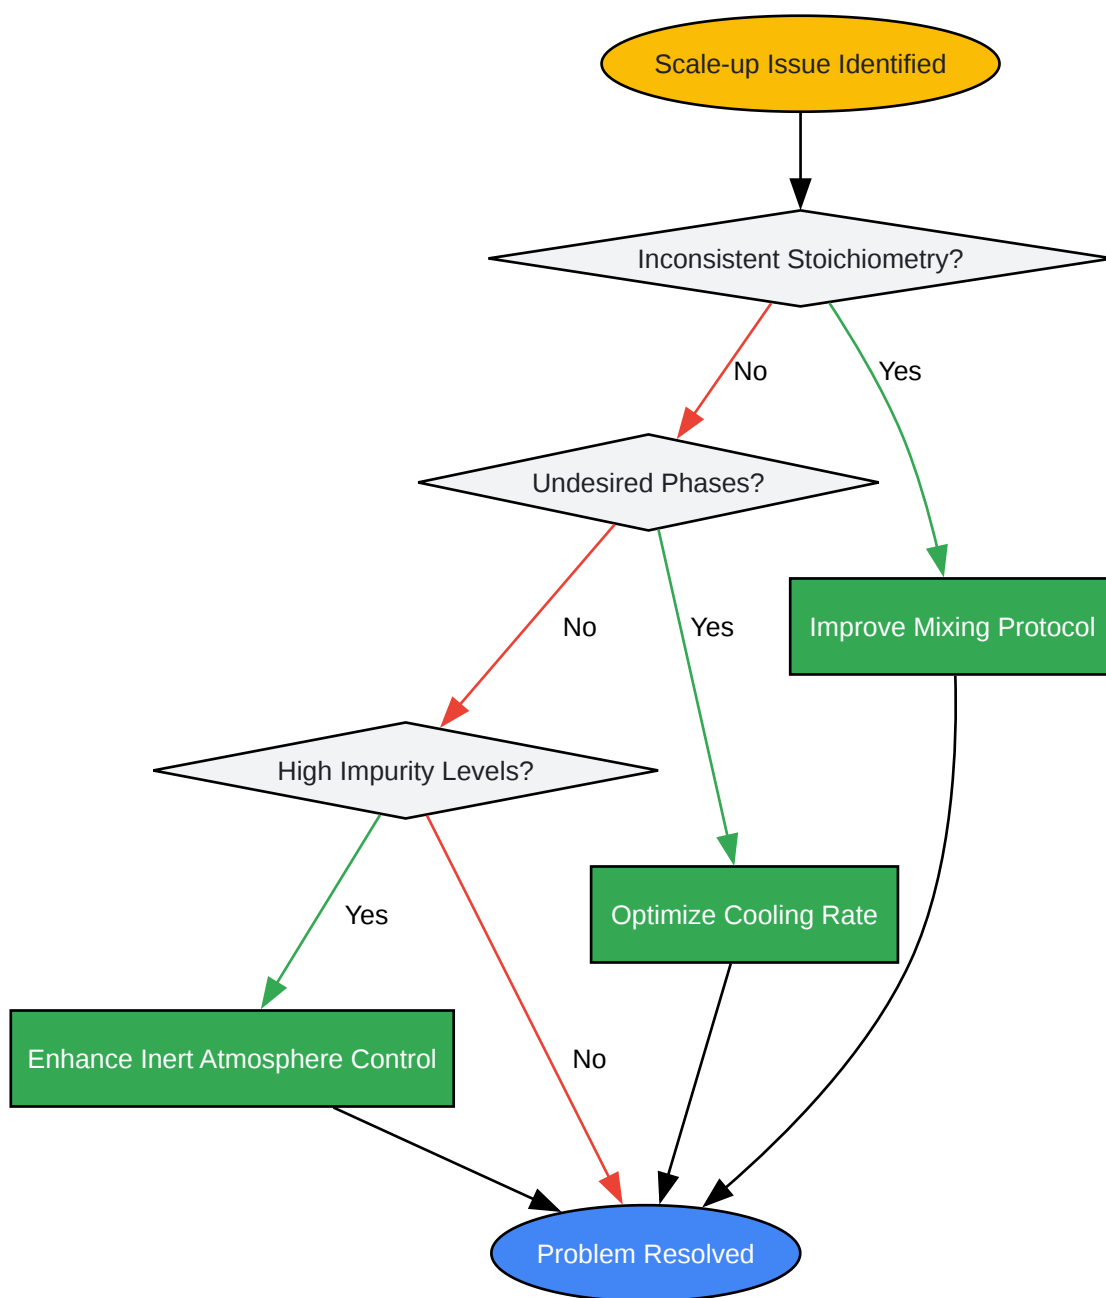 Scale-up Issue Identified
Inconsistent Stoichiometry?
No
Yes
Undesired Phases?
No
Yes
Improve Mixing Protocol
High Impurity Levels?
Yes
Optimize Cooling Rate
Enhance Inert Atmosphere Control
No
Problem Resolved